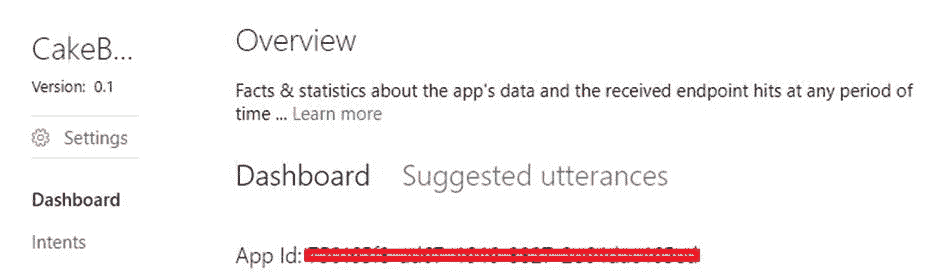 CakeB...
Version: 0.1
Settings
Dashboard
Intents
Overview
Facts & statistics about the app's data and the received endpoint hits at any period of
time ... Learn more
Dashboard Suggested utterances
App Id: